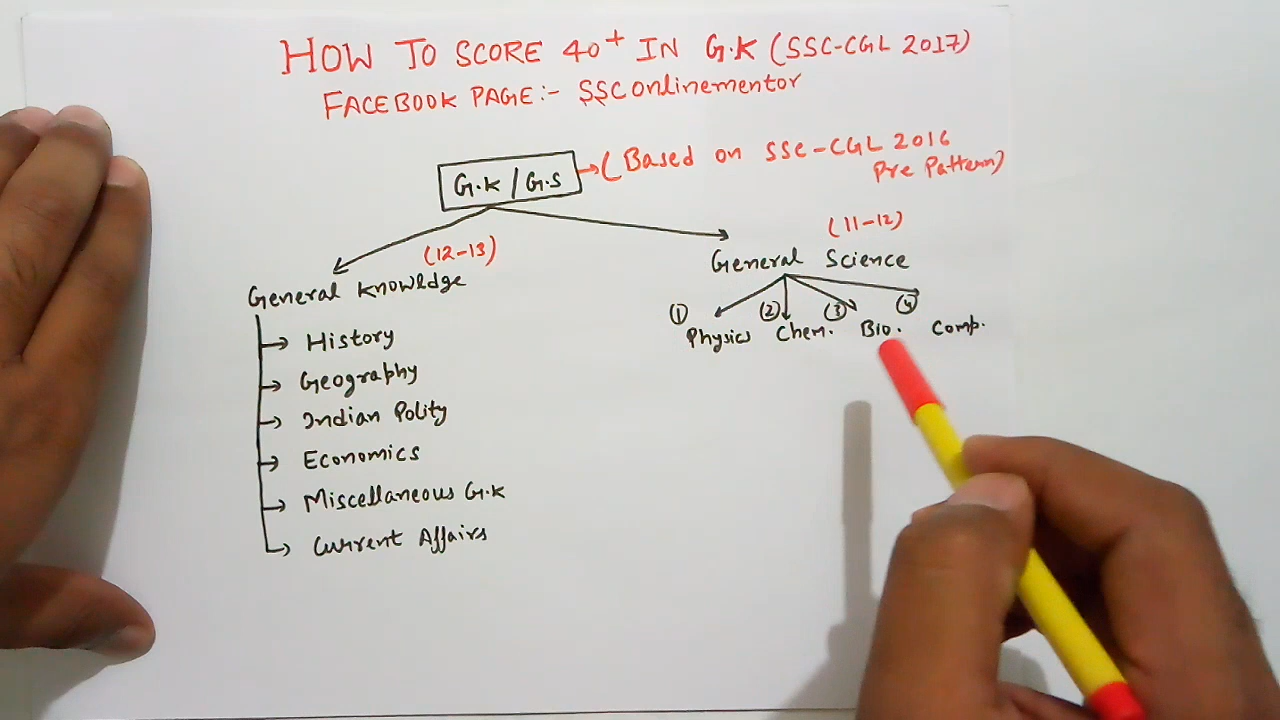 HOW TO SCORE 40+ IN G.K (SSC-CGL 2017)
FACEBOOK PAGE:- SSConlinementor
G.K / G.S
(Based on SSC-CGL 2016
Pre Pattern)
(12-13)
(11-12)
General Knowldge
History
Geography
Indian Polity
Economics
Miscellaneous G.K
Current Affairs
General Science
(1) (2) (3) (4)
Physics Chem. Bio. Comp.